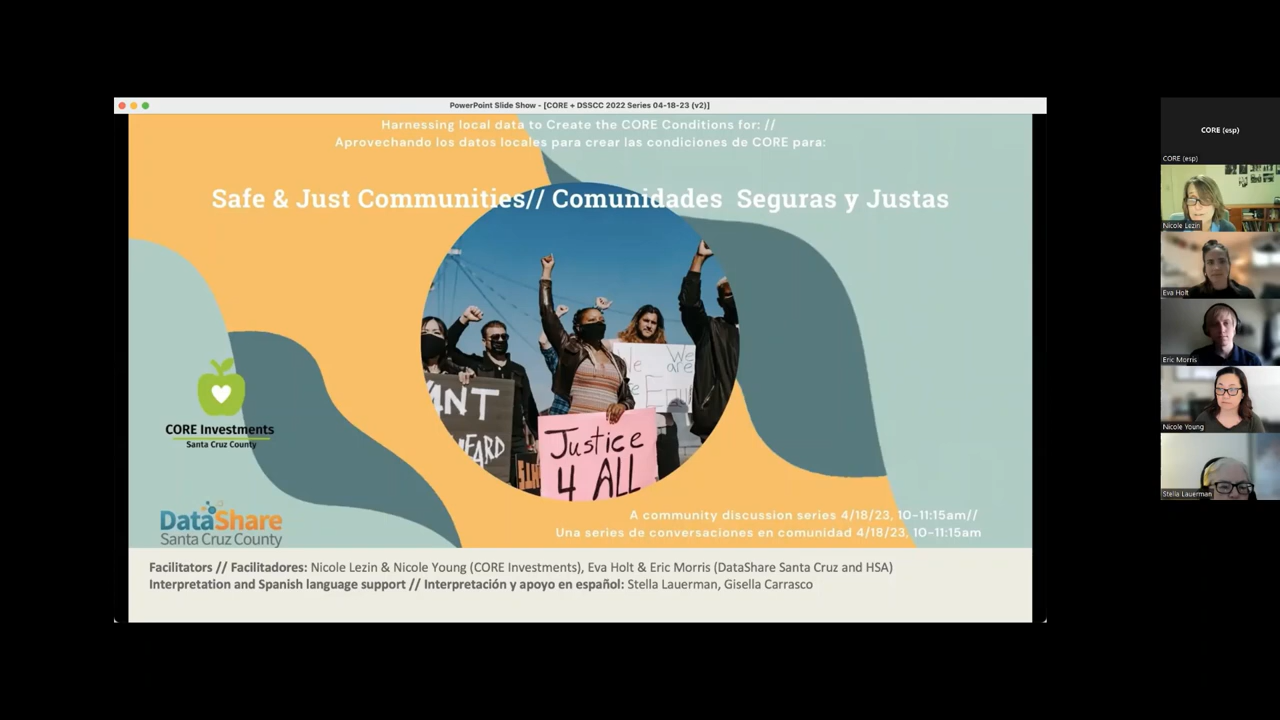 PowerPoint Slide Show - [CORE + DSSCC 2022 Series 04-18-23 (v2)]
Harnessing local data to Create the CORE Conditions for: //
Aprovechando los datos locales para crear las condiciones de CORE para:
Safe & Just Communities// Comunidades Seguras y Justas
ANT
HEARD
We
are
Justice
4 ALL
CORE Investments
Santa Cruz County
DataShare
Santa Cruz County
A community discussion series 4/18/23, 10-11:15am//
Una series de conversaciones en comunidad 4/18/23, 10-11:15am
Facilitators // Facilitadores: Nicole Lezin & Nicole Young (CORE Investments), Eva Holt & Eric Morris (DataShare Santa Cruz and HSA)
Interpretation and Spanish language support // Interpretación y apoyo en español: Stella Lauerman, Gisella Carrasco
CORE (esp)
CORE (esp)
Nicole Lezin
Eva Holt
Eric Morris
Nicole Young
Stella Lauerman